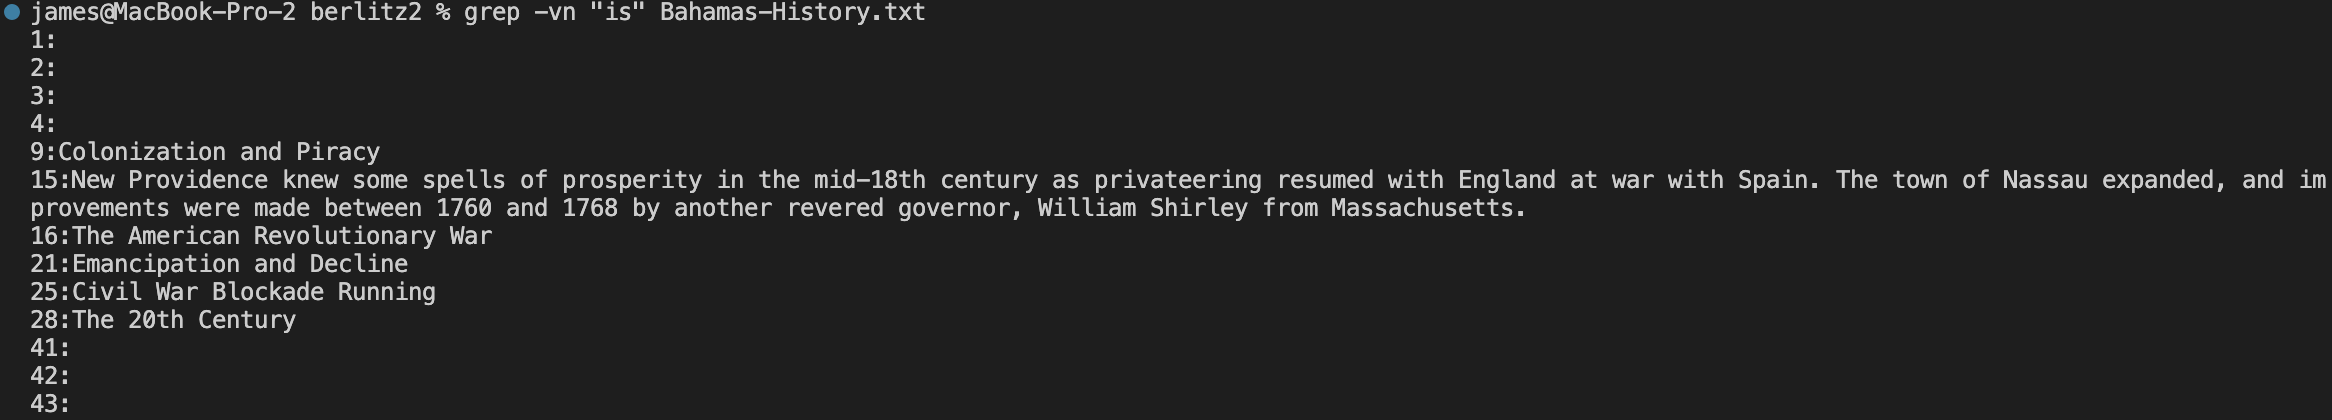 james@MacBook-Pro-2 berlitz2 % grep -vn "is" Bahamas-History.txt
1:
2:
3:
4:
9:Colonization and Piracy
15:New Providence knew some spells of prosperity in the mid-18th century as privateering resumed with England at war with Spain. The town of Nassau expanded, and im
provements were made between 1760 and 1768 by another revered governor, William Shirley from Massachusetts.
16:The American Revolutionary War
21:Emancipation and Decline
25:Civil War Blockade Running
28:The 20th Century
41:
42:
43: